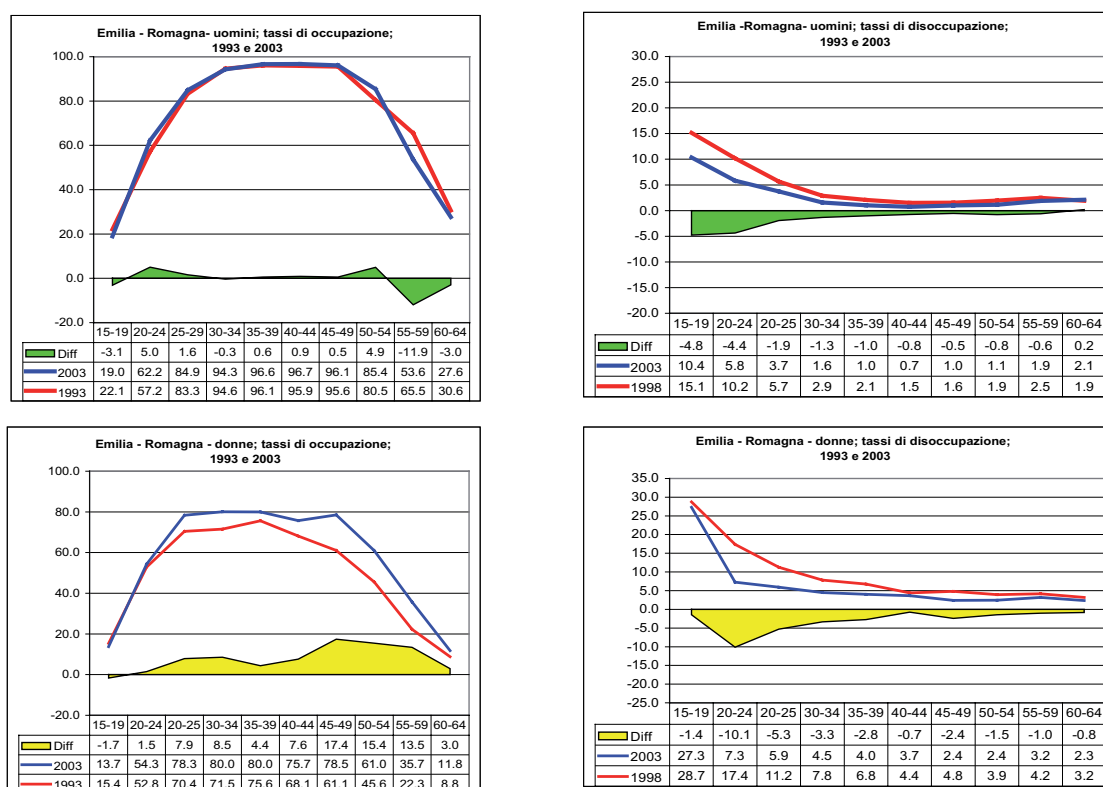 Emilia - Romagna- uomini; tassi di occupazione;
1993 e 2003
100.0
80.0
60.0
40.0
20.0
0.0
-20.0
15-19 20-24 25-29 30-34 35-39 40-44 45-49 50-54 55-59 60-64
Diff -3.1 5.0 1.6 -0.3 0.6 0.9 0.5 4.9 -11.9 -3.0
2003 19.0 62.2 84.9 94.3 96.6 96.7 96.1 85.4 53.6 27.6
1993 22.1 57.2 83.3 94.6 96.1 95.9 95.6 80.5 65.5 30.6
Emilia -Romagna- uomini; tassi di disoccupazione;
1993 e 2003
30.0
25.0
20.0
15.0
10.0
5.0
0.0
-5.0
-10.0
-15.0
-20.0
15-19 20-24 20-25 30-34 35-39 40-44 45-49 50-54 55-59 60-64
Diff -4.8 -4.4 -1.9 -1.3 -1.0 -0.8 -0.5 -0.8 -0.6 0.2
2003 10.4 5.8 3.7 1.6 1.0 0.7 1.0 1.1 1.9 2.1
1998 15.1 10.2 5.7 2.9 2.1 1.5 1.6 1.9 2.5 1.9
Emilia - Romagna - donne; tassi di occupazione;
1993 e 2003
100.0
80.0
60.0
40.0
20.0
0.0
-20.0
15-19 20-24 20-25 30-34 35-39 40-44 45-49 50-54 55-59 60-64
Diff -1.7 1.5 7.9 8.5 4.4 7.6 17.4 15.4 13.5 3.0
2003 13.7 54.3 78.3 80.0 80.0 75.7 78.5 61.0 35.7 11.8
1993 15.4 52.8 70.4 71.5 75.6 68.1 61.1 45.6 22.3 8.8
Emilia - Romagna - donne; tassi di disoccupazione;
1993 e 2003
35.0
30.0
25.0
20.0
15.0
10.0
5.0
0.0
-5.0
-10.0
-15.0
-20.0
-25.0
15-19 20-24 20-25 30-34 35-39 40-44 45-49 50-54 55-59 60-64
Diff -1.4 -10.1 -5.3 -3.3 -2.8 -0.7 -2.4 -1.5 -1.0 -0.8
2003 27.3 7.3 5.9 4.5 4.0 3.7 2.4 2.4 3.2 2.3
1998 28.7 17.4 11.2 7.8 6.8 4.4 4.8 3.9 4.2 3.2